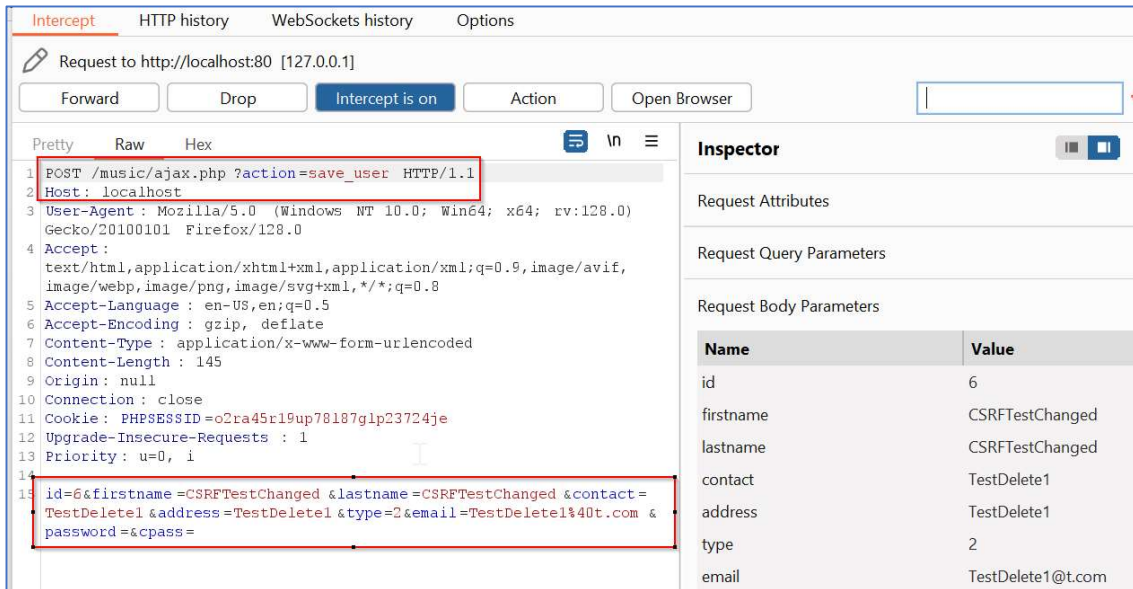 Intercept HTTP history WebSockets history Options
Request to http://localhost:80 [127.0.0.1]
Forward Drop Intercept is on Action Open Browser
Pretty Raw Hex \n
1 POST /music/ajax.php ?action=save_user HTTP/1.1
2 Host: localhost
3 User-Agent : Mozilla/5.0 (Windows NT 10.0; Win64; x64; rv:128.0)
Gecko/20100101 Firefox/128.0
4 Accept :
text/html,application/xhtml+xml,application/xml;q=0.9,image/avif,
image/webp,image/png,image/svg+xml,*/*;q=0.8
5 Accept-Language : en-US,en;q=0.5
6 Accept-Encoding : gzip, deflate
7 Content-Type : application/x-www-form-urlencoded
8 Content-Length : 145
9 Origin : null
10 Connection : close
11 Cookie : PHPSESSID =o2ra45r19up78187glp23724je
12 Upgrade-Insecure-Requests : 1
13 Priority : u=0, i
14
15 id=6&firstname =CSRFTestChanged &lastname =CSRFTestChanged &contact =
TestDelete1 &address =TestDelete1 &type=2&email=TestDelete1%40t.com &
password =&cpass=
Inspector
Request Attributes
Request Query Parameters
Request Body Parameters
Name Value
id 6
firstname CSRFTestChanged
lastname CSRFTestChanged
contact TestDelete1
address TestDelete1
type 2
email TestDelete1@t.com